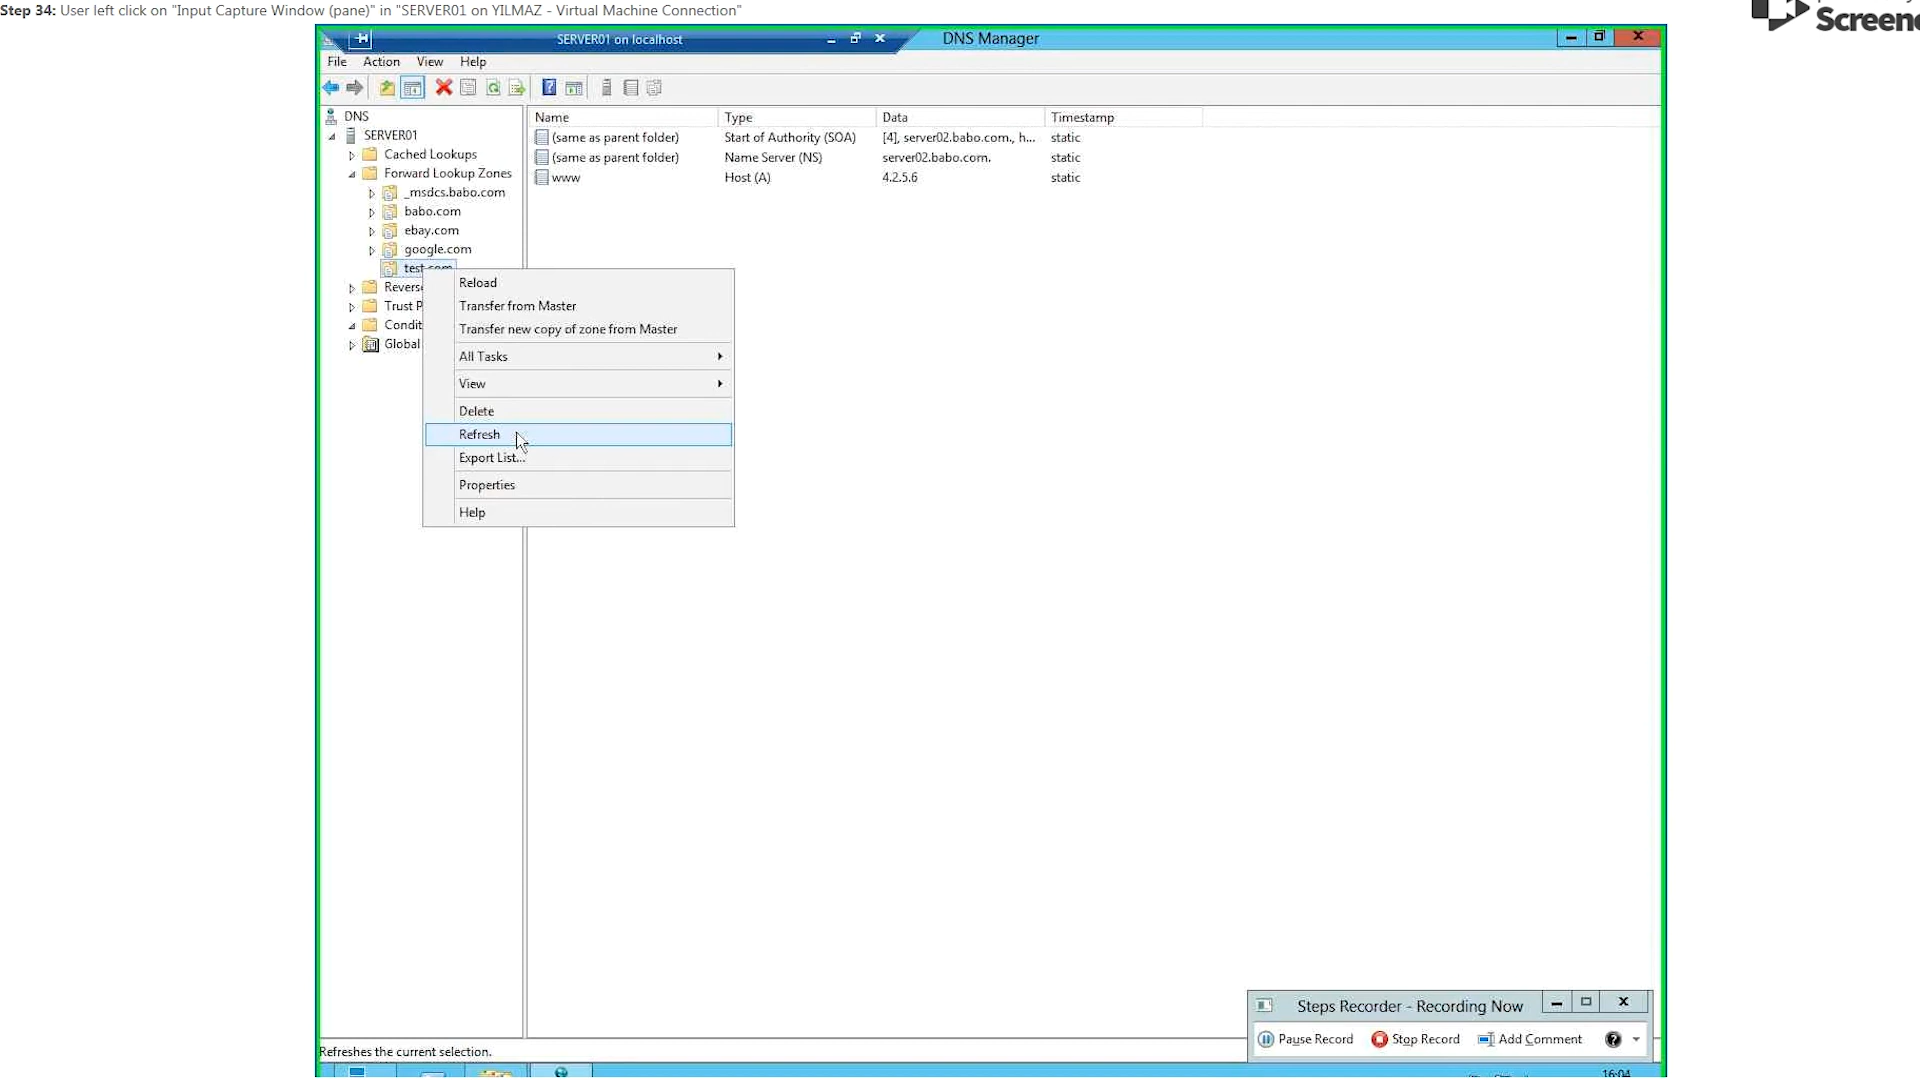 Step 34: User left click on "Input Capture Window (pane)" in "SERVER01 on YILMAZ - Virtual Machine Connection"
SERVER01 on localhost
DNS Manager
File Action View Help
DNS
SERVER01
Cached Lookups
Forward Lookup Zones
_msdcs.babo.com
babo.com
ebay.com
google.com
test.com
Revers
Trust P
Condit
Global
Name Type Data Timestamp
(same as parent folder) Start of Authority (SOA) [4], server02.babo.com., h... static
(same as parent folder) Name Server (NS) server02.babo.com. static
www Host (A) 4.2.5.6 static
Reload
Transfer from Master
Transfer new copy of zone from Master
All Tasks
View
Delete
Refresh
Export List...
Properties
Help
Steps Recorder - Recording Now
Pause Record Stop Record Add Comment
Refreshes the current selection.
16:04